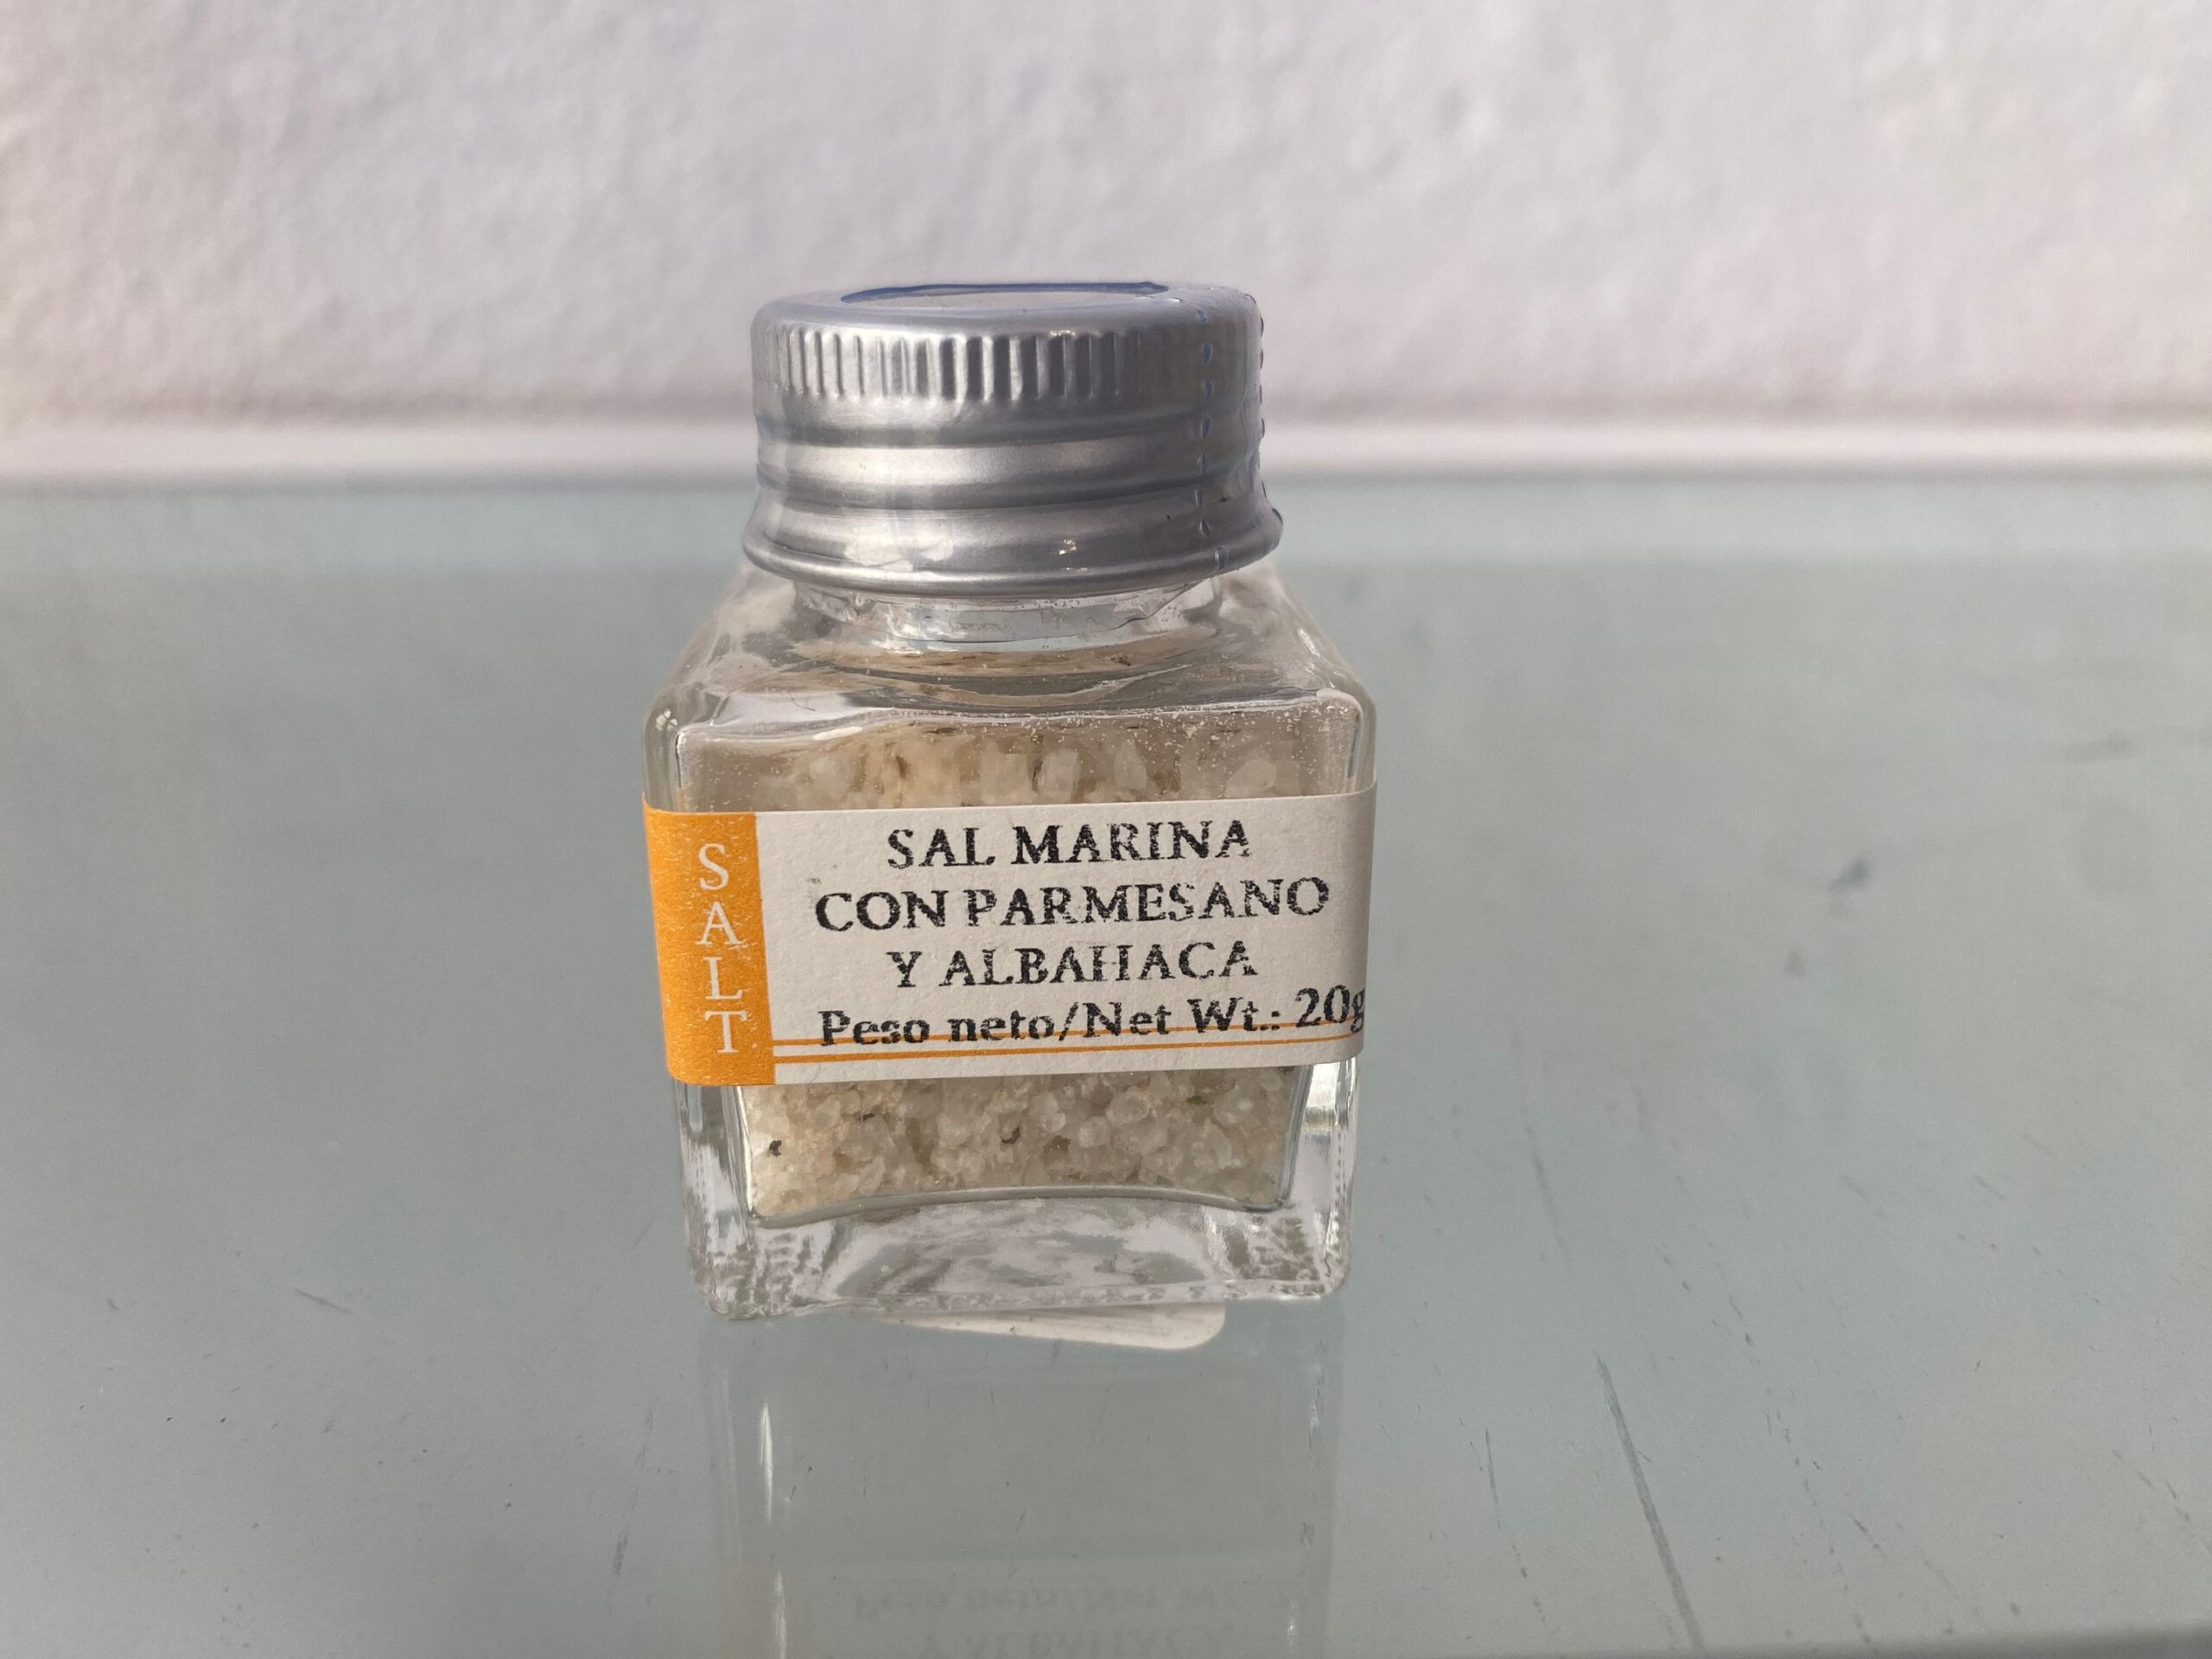 SALT
SAL MARINA
CON PARMESANO
Y ALBAHACA
Peso neto/Net Wt.: 20g